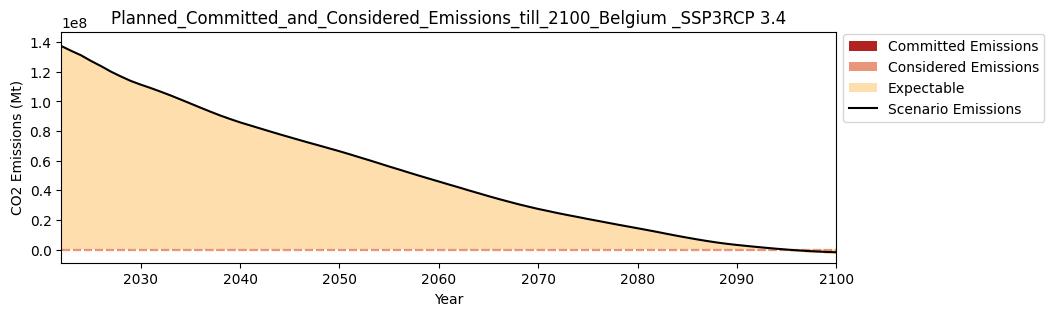 Planned_Committed_and_Considered_Emissions_till_2100_Belgium _SSP3RCP 3.4
1e8
1.4
1.2
1.0
0.8
0.6
0.4
0.2
0.0
CO2 Emissions (Mt)
2030 2040 2050 2060 2070 2080 2090 2100
Year
Committed Emissions
Considered Emissions
Expectable
Scenario Emissions